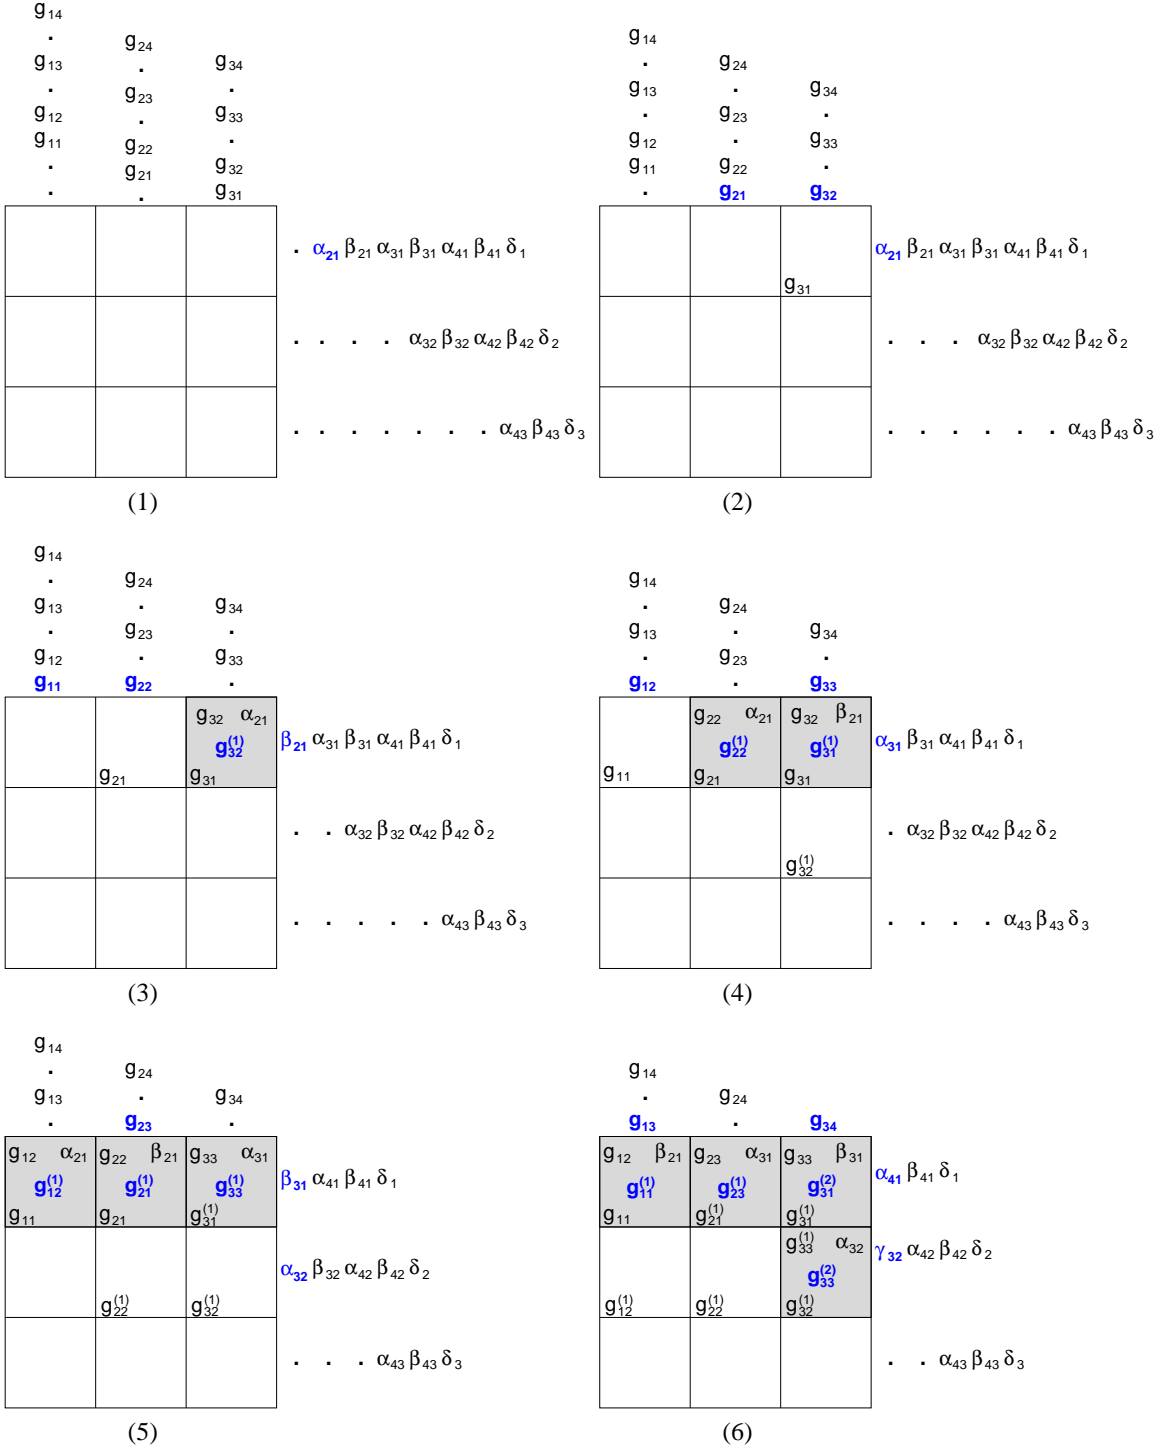 g14
.
g24
g13 . g34
. g23 .
g12 . g33
g11 g22 .
. g21 g32
. . g31
. α21 β21 α31 β31 α41 β41 δ1
. . . . α32 β32 α42 β42 δ2
. . . . . . . α43 β43 δ3
(1)
g14
. g24
g13 . g34
. g23 .
g12 . g33
g11 g22 .
. g21 g32
α21 β21 α31 β31 α41 β41 δ1
g31
. . . α32 β32 α42 β42 δ2
. . . . . . α43 β43 δ3
(2)
g14
. g24
g13 . g34
. g23 .
g12 . g33
g11 g22 .
g32 α21
g32(1) β21 α31 β31 α41 β41 δ1
g21 g31
. . α32 β32 α42 β42 δ2
. . . . . α43 β43 δ3
(3)
g14
. g24
g13 . g34
. g23 .
g12 . g33
g22 α21 g32 β21
g22(1) g31(1) α31 β31 α41 β41 δ1
g11 g21 g31
. α32 β32 α42 β42 δ2
g32(1)
. . . . α43 β43 δ3
(4)
g14
. g24
g13 . g34
. g23 .
g12 α21 g22 β21 g33 α31
g12(1) g21(1) g33(1) β31 α41 β41 δ1
g11 g21 g31(1)
α32 β32 α42 β42 δ2
g22(1) g32(1)
. . . α43 β43 δ3
(5)
g14
. g24
g13 . g34
g12 β21 g23 α31 g33 β31
g11(1) g23(1) g31(2) α41 β41 δ1
g11 g21(1) g31(1)
g33(1) α32 γ32 α42 β42 δ2
g33(2)
g12(1) g22(1) g32(1)
. . α43 β43 δ3
(6)